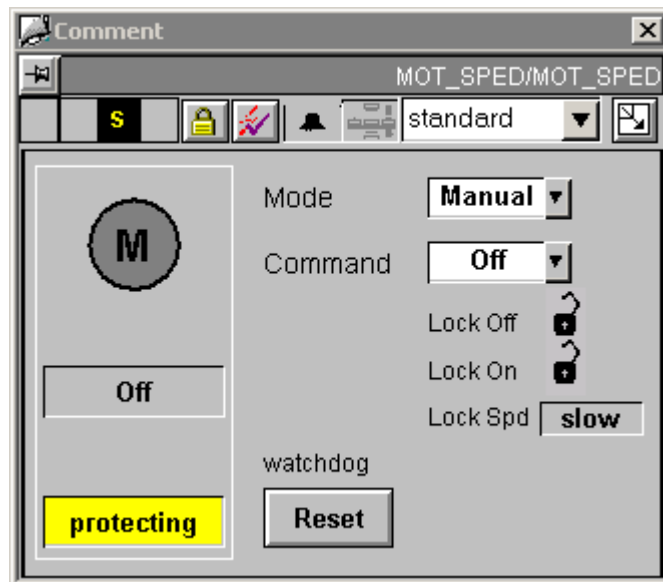 Comment
MOT_SPED/MOT_SPED
S
standard
M
Mode
Manual
Command
Off
Lock Off
Off
Lock On
Lock Spd
slow
watchdog
protecting
Reset